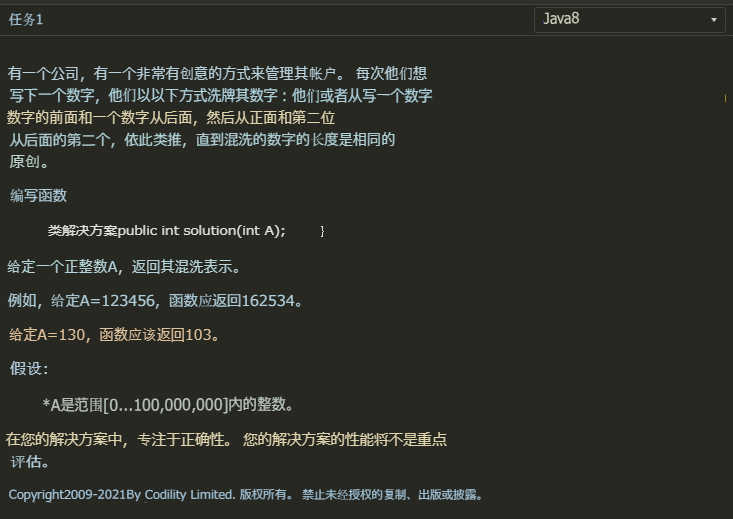 任务1
Java8
有一个公司，有一个非常有创意的方式来管理其帐户。 每次他们想
写下一个数字，他们以以下方式洗牌其数字：他们或者从写一个数字
数字的前面和一个数字从后面，然后从正面和第二位
从后面的第二个，依此类推，直到混洗的数字的长度是相同的
原创。
编写函数
类解决方案public int solution(int A); }
给定一个正整数A，返回其混洗表示。
例如，给定A=123456，函数应返回162534。
给定A=130，函数应该返回103。
假设：
*A是范围[0...100,000,000]内的整数。
在您的解决方案中，专注于正确性。 您的解决方案的性能将不是重点
评估。
Copyright2009-2021By Codility Limited. 版权所有。 禁止未经授权的复制、出版或披露。